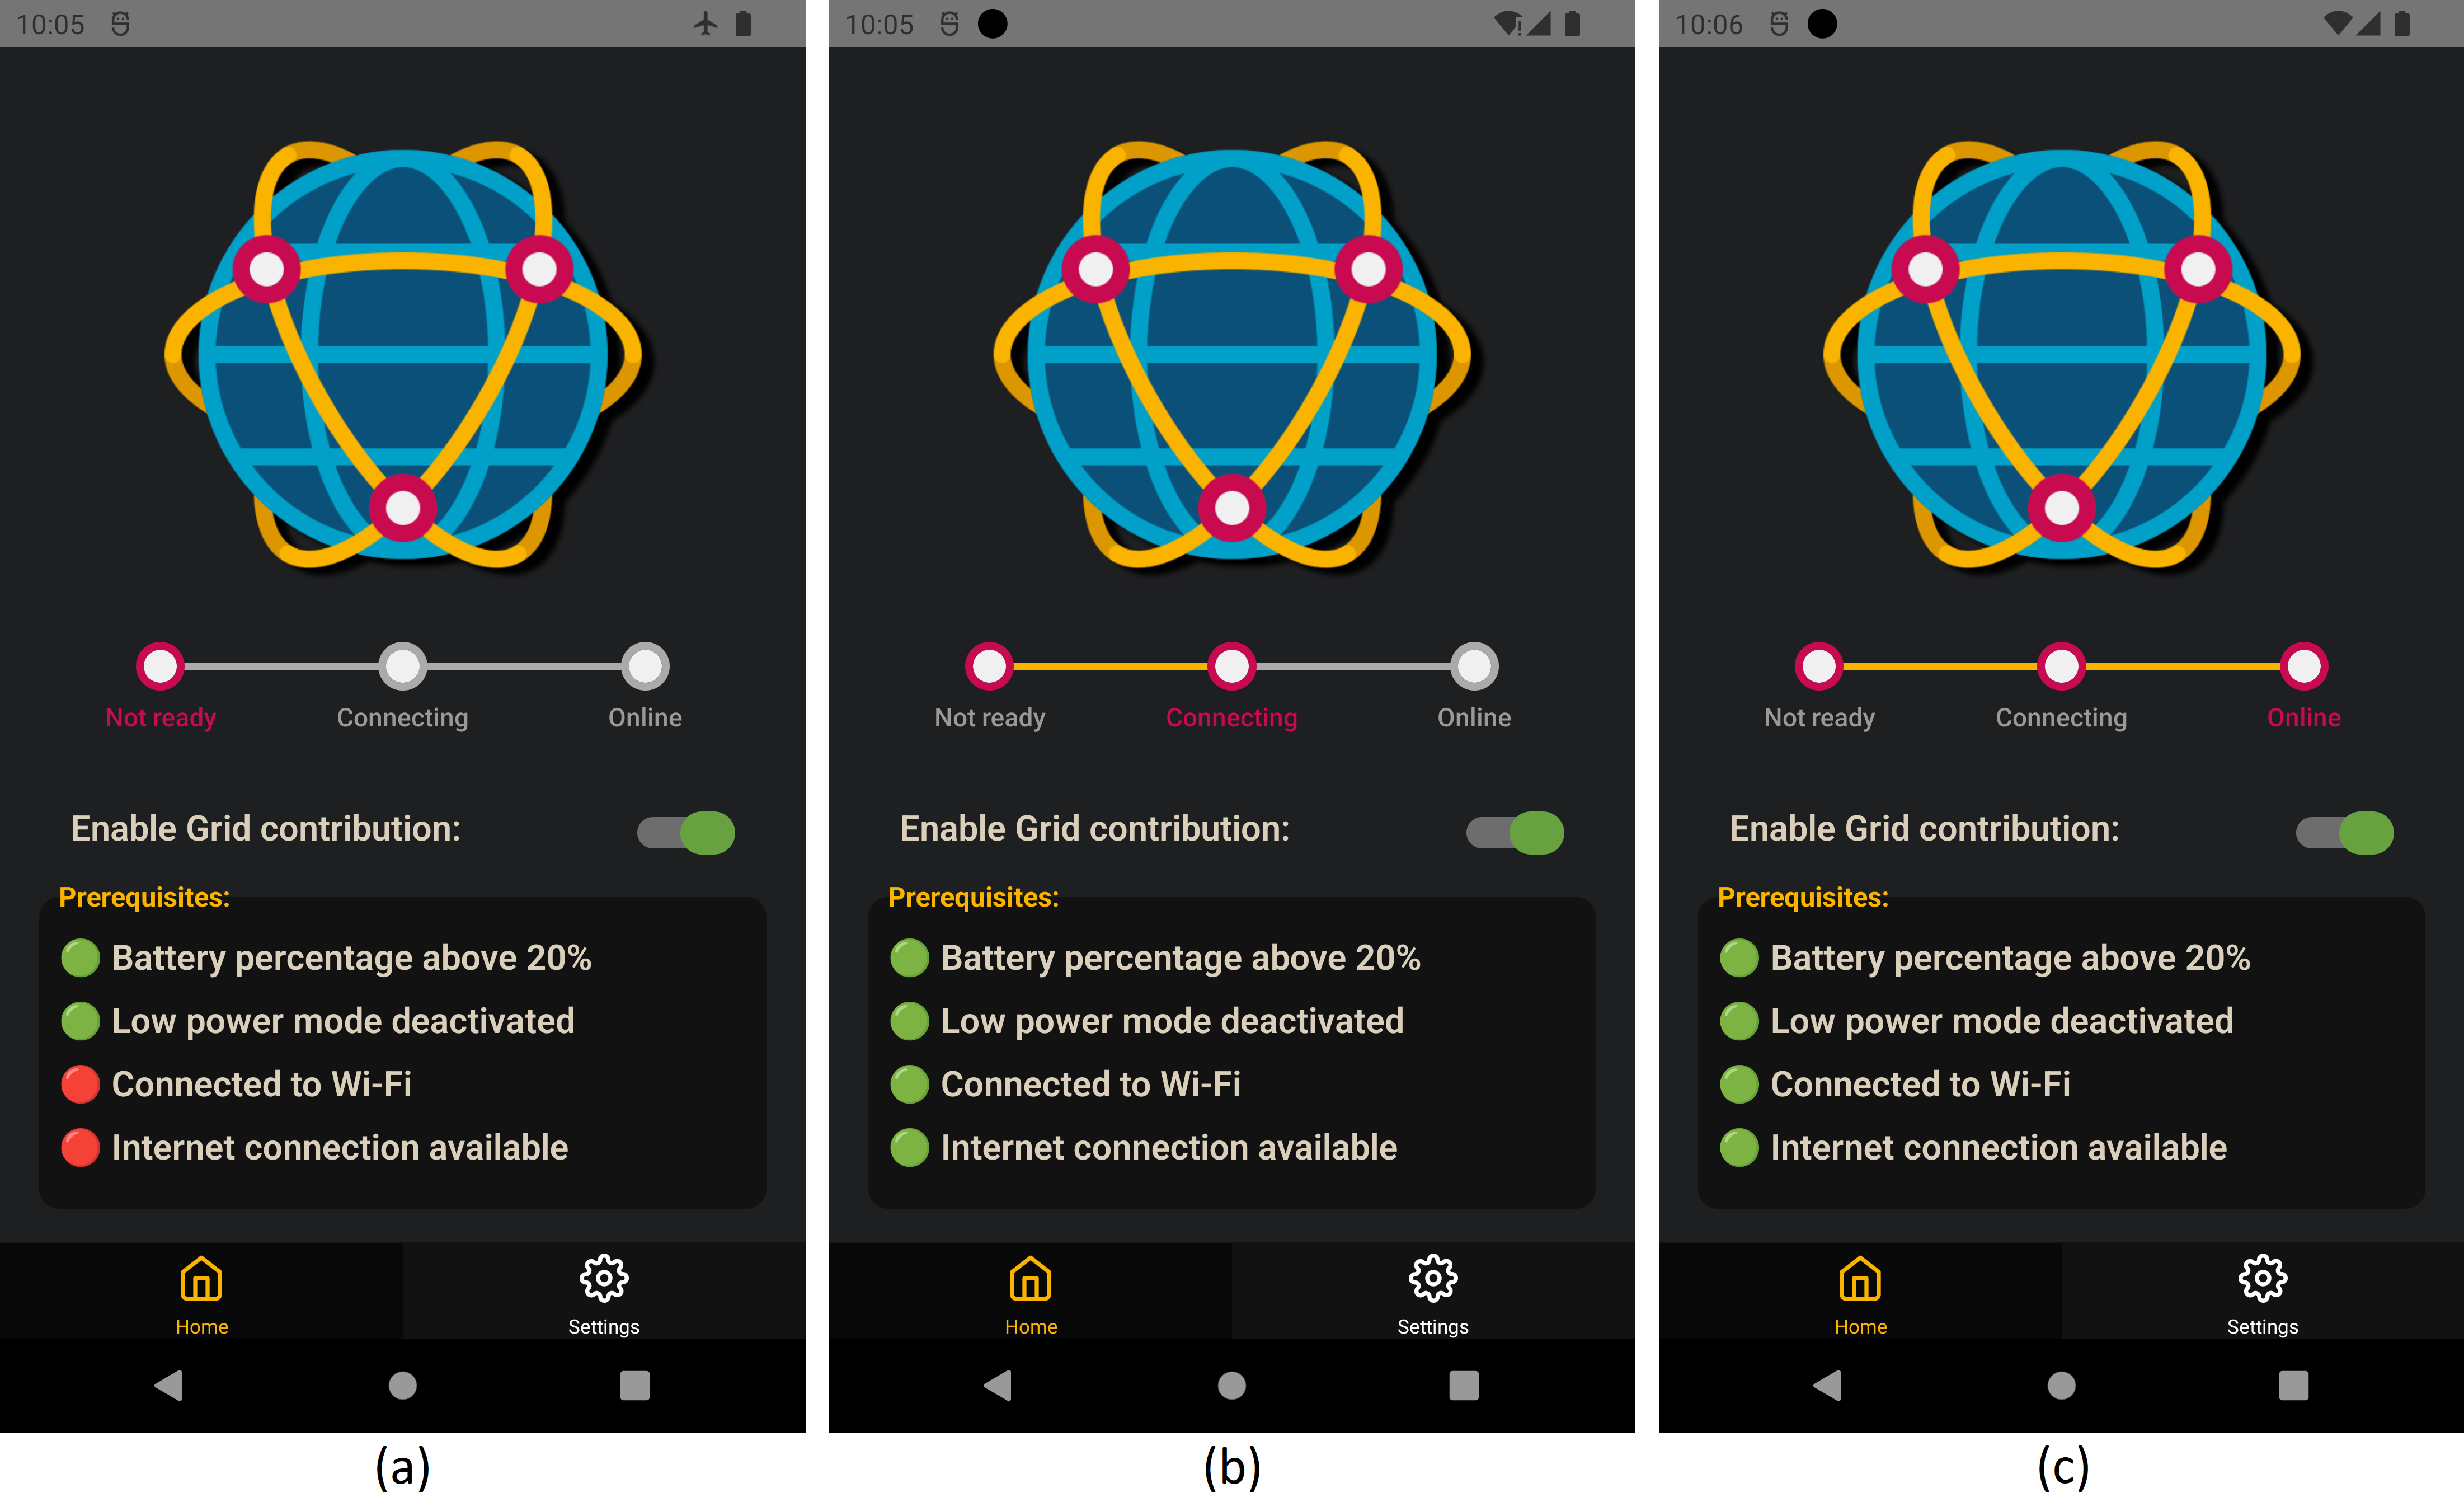 10:05
Not ready
Connecting
Online
Enable Grid contribution:
Prerequisites:
Battery percentage above 20%
Low power mode deactivated
Connected to Wi-Fi
Internet connection available
Home
Settings
(a)
10:05
Not ready
Connecting
Online
Enable Grid contribution:
Prerequisites:
Battery percentage above 20%
Low power mode deactivated
Connected to Wi-Fi
Internet connection available
Home
Settings
(b)
10:06
Not ready
Connecting
Online
Enable Grid contribution:
Prerequisites:
Battery percentage above 20%
Low power mode deactivated
Connected to Wi-Fi
Internet connection available
Home
Settings
(c)